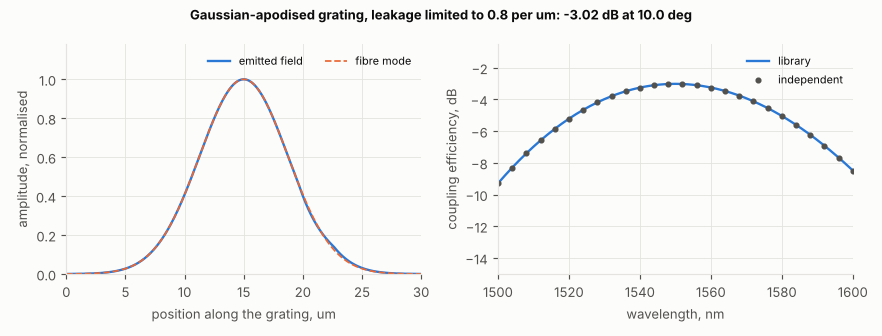 Gaussian-apodised grating, leakage limited to 0.8 per um: -3.02 dB at 10.0 deg
emitted field
fibre mode
1.0
0.8
0.6
0.4
0.2
0.0
amplitude, normalised
0 5 10 15 20 25 30
position along the grating, um
library
independent
−2
−4
−6
−8
−10
−12
−14
coupling efficiency, dB
1500 1520 1540 1560 1580 1600
wavelength, nm